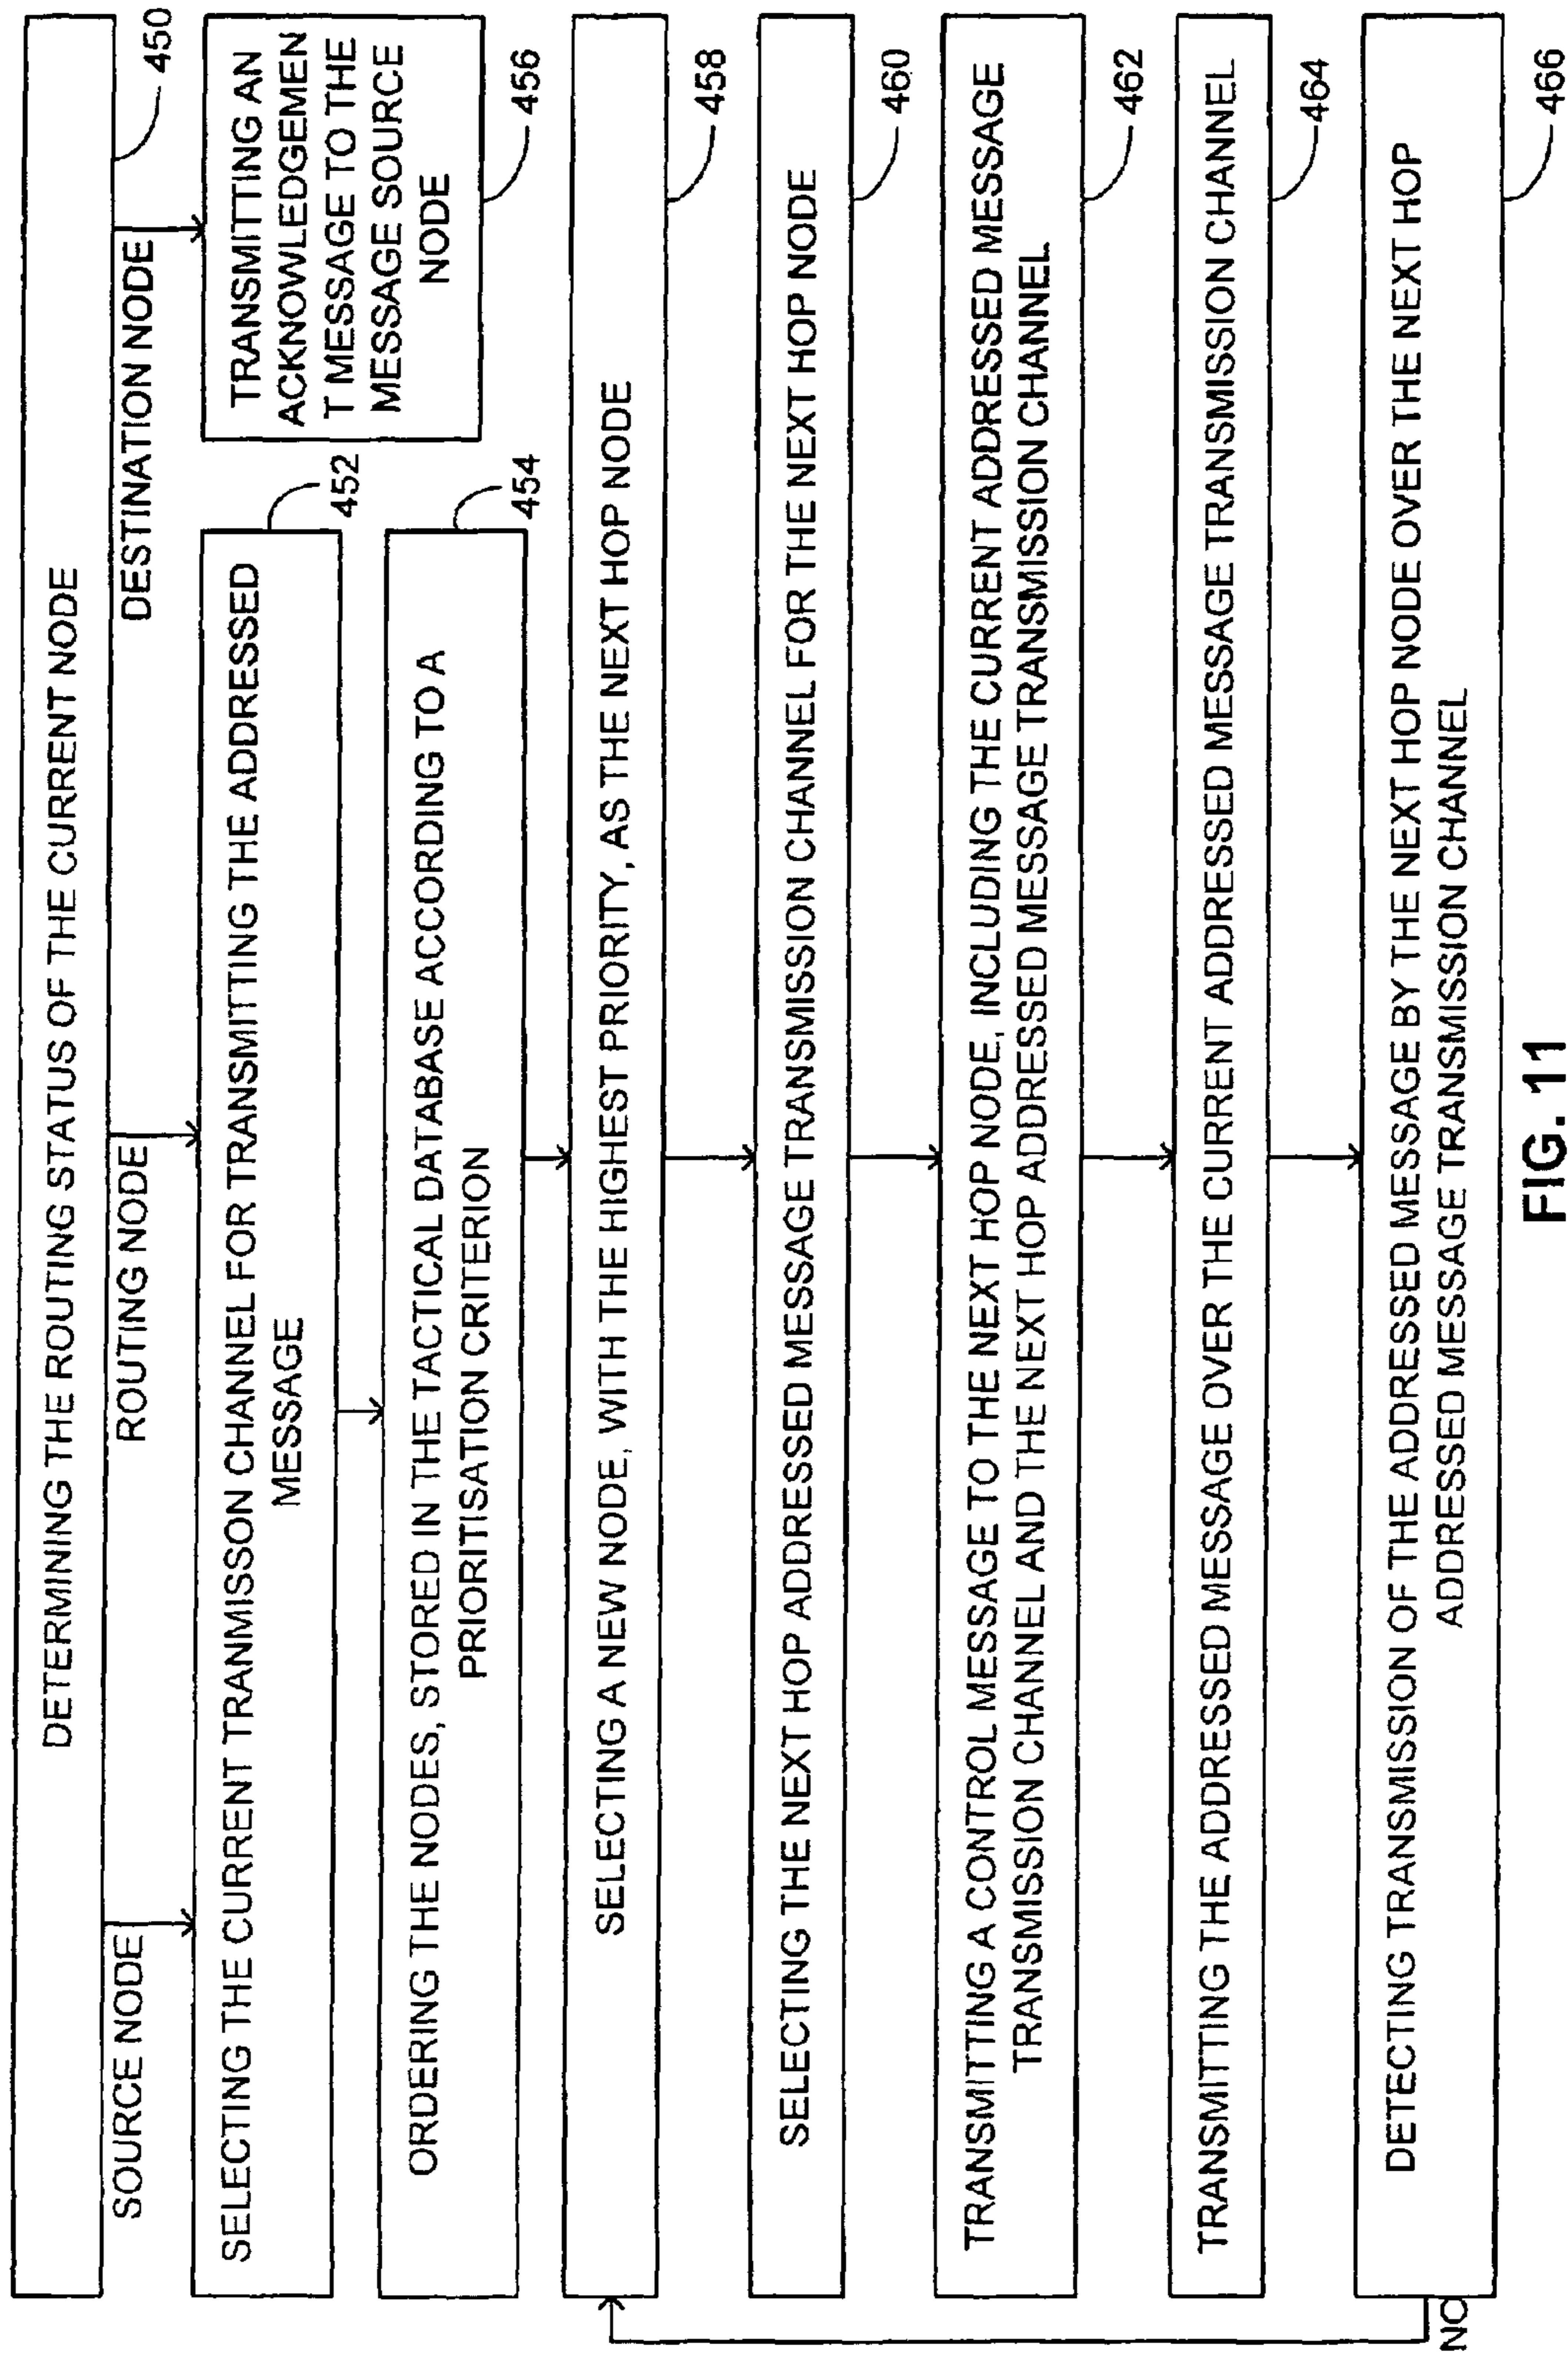 DETERMINING THE ROUTING STATUS OF THE CURRENT NODE
450
SOURCE NODE
ROUTING NODE
DESTINATION NODE
SELECTING THE CURRENT TRANMISSON CHANNEL FOR TRANSMITTING THE ADDRESSED
MESSAGE
452
TRANSMITTING AN
ACKNOWLEDGEMEN
T MESSAGE TO THE
MESSAGE SOURCE
NODE
456
ORDERING THE NODES, STORED IN THE TACTICAL DATABASE ACCORDING TO A
PRIORITISATION CRITERION
454
SELECTING A NEW NODE, WITH THE HIGHEST PRIORITY, AS THE NEXT HOP NODE
458
SELECTING THE NEXT HOP ADDRESSED MESSAGE TRANSMISSION CHANNEL FOR THE NEXT HOP NODE
460
TRANSMITTING A CONTROL MESSAGE TO THE NEXT HOP NODE, INCLUDING THE CURRENT ADDRESSED MESSAGE
TRANSMISSION CHANNEL AND THE NEXT HOP ADDRESSED MESSAGE TRANSMISSION CHANNEL
462
TRANSMITTING THE ADDRESSED MESSAGE OVER THE CURRENT ADDRESSED MESSAGE TRANSMISSION CHANNEL
464
DETECTING TRANSMISSION OF THE ADDRESSED MESSAGE BY THE NEXT HOP NODE OVER THE NEXT HOP
ADDRESSED MESSAGE TRANSMISSION CHANNEL
466
NO
FIG. 11